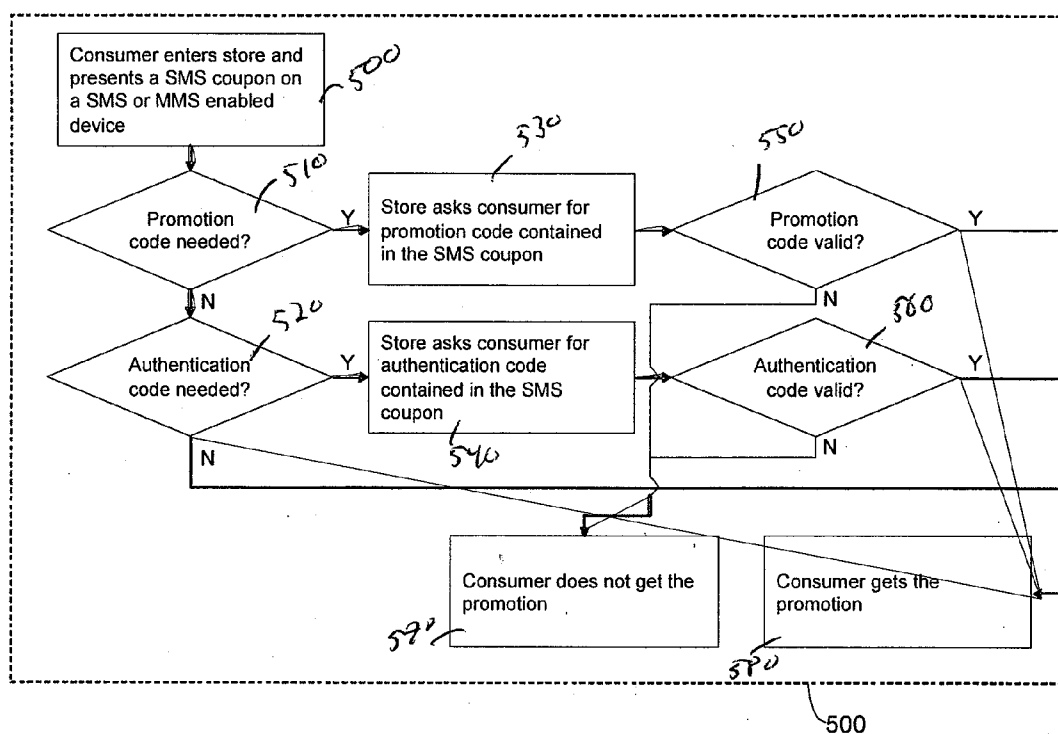 Consumer enters store and
presents a SMS coupon on
a SMS or MMS enabled
device
500
510
Promotion
code needed?
Y
530
Store asks consumer for
promotion code contained
in the SMS coupon
550
Promotion
code valid?
Y
N
N
520
Authentication
code needed?
Y
Store asks consumer for
authentication code
contained in the SMS
coupon
540
560
Authentication
code valid?
Y
N
N
Consumer does not get the
promotion
570
Consumer gets the
promotion
580
500